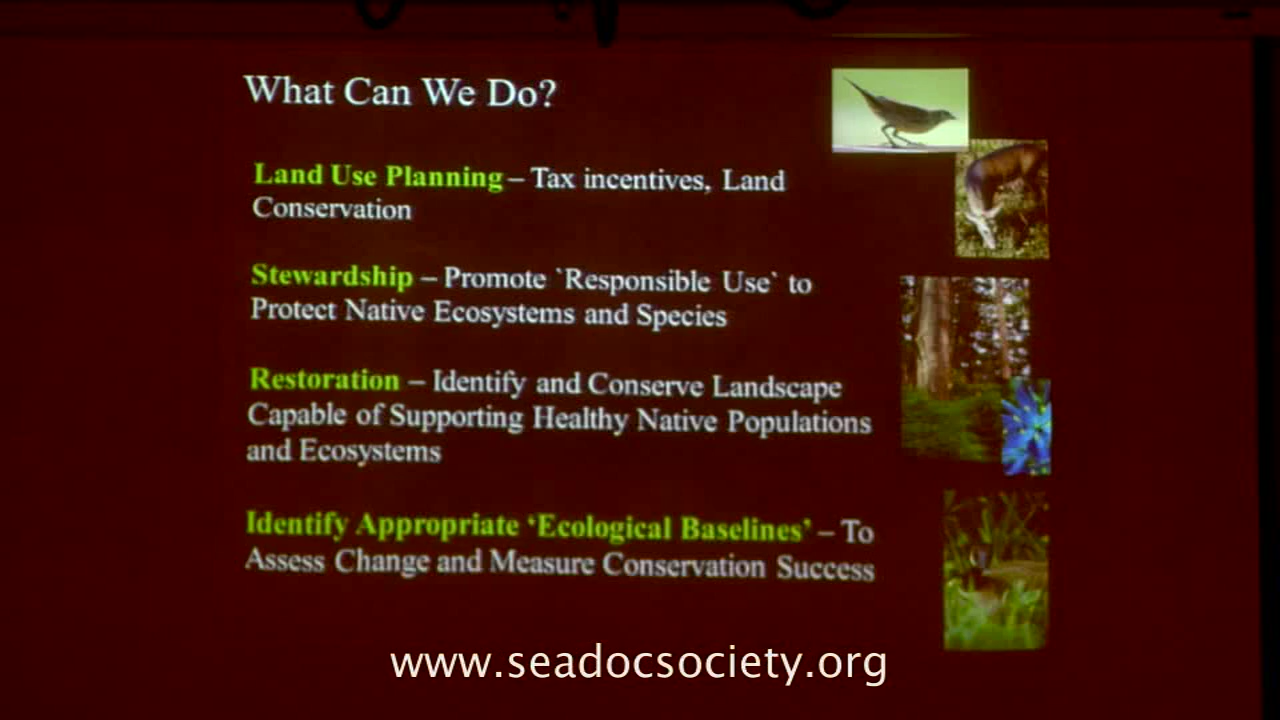 What Can We Do?
Land Use Planning – Tax incentives, Land
Conservation
Stewardship – Promote `Responsible Use` to
Protect Native Ecosystems and Species
Restoration – Identify and Conserve Landscape
Capable of Supporting Healthy Native Populations
and Ecosystems
Identify Appropriate ‘Ecological Baselines’ – To
Assess Change and Measure Conservation Success
www.seadocsociety.org